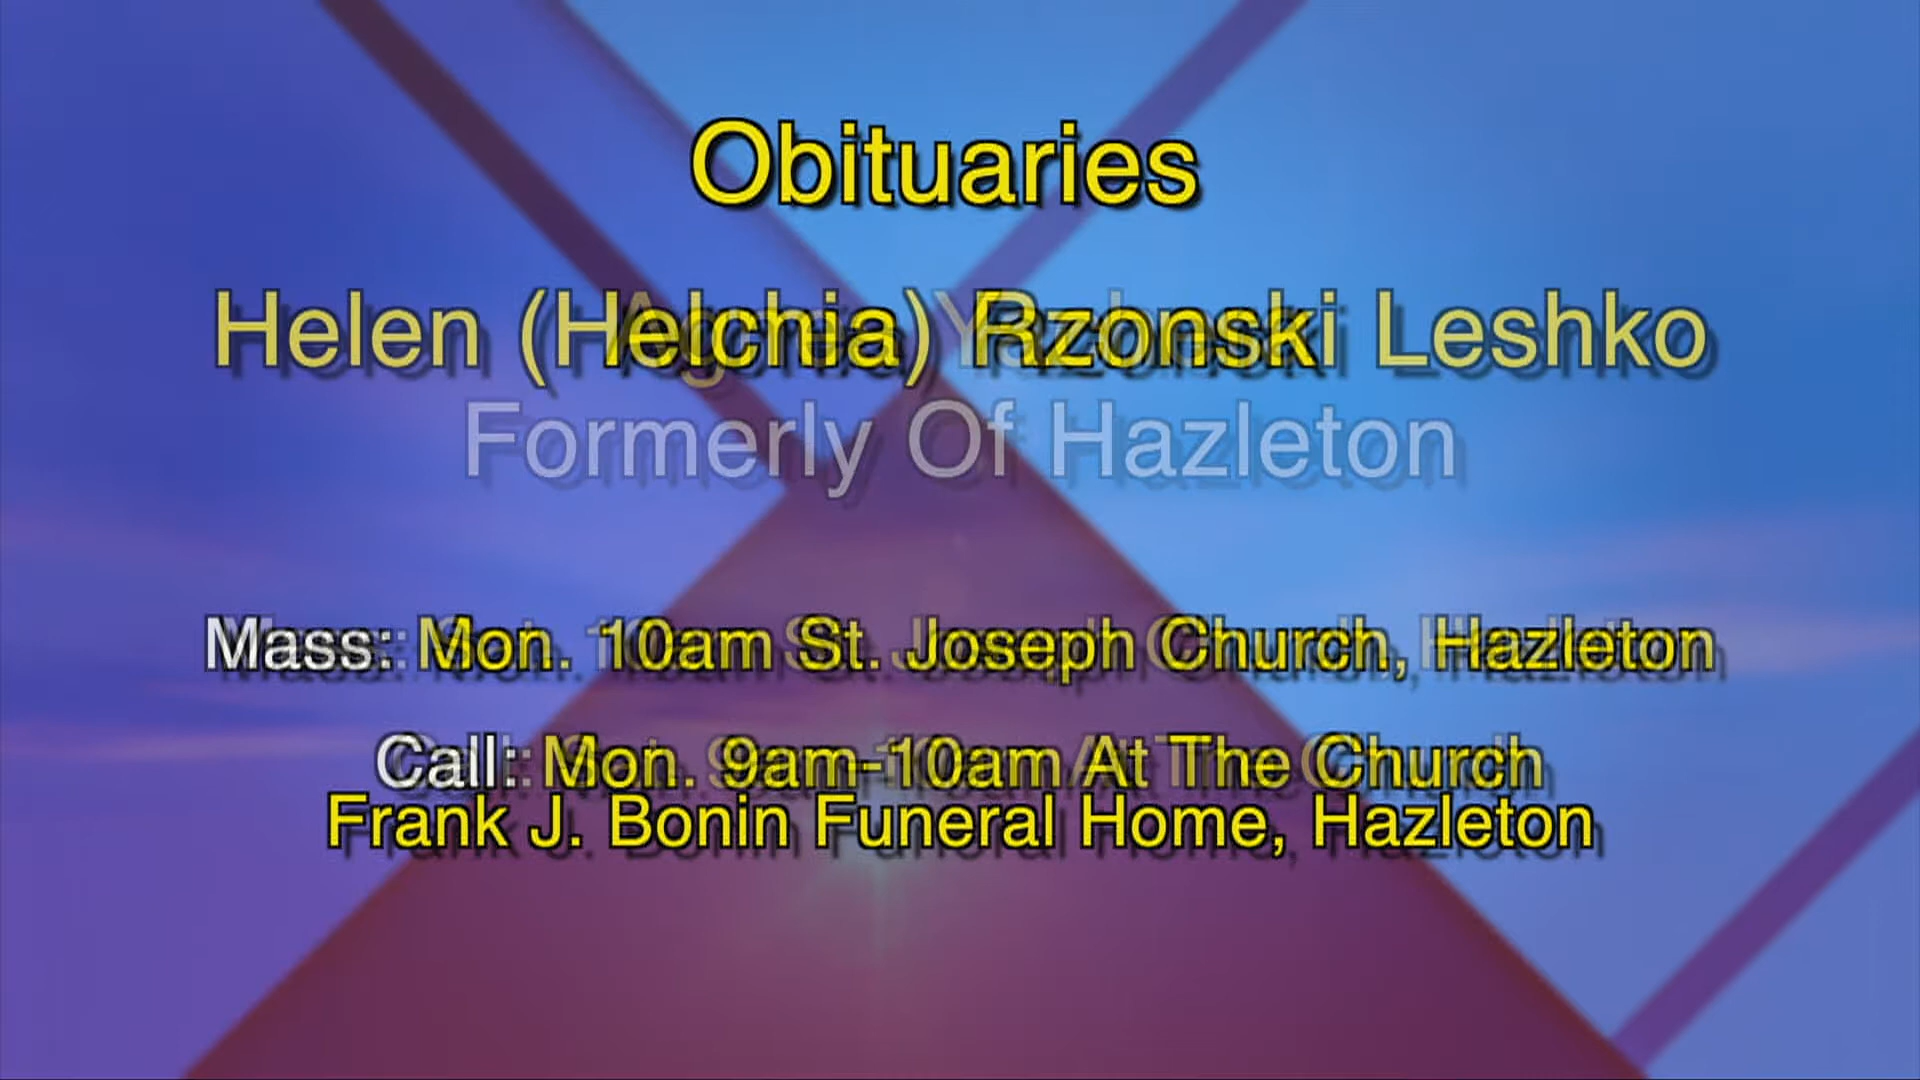 Obituaries
Helen (Helchia) Rzonski Leshko
Formerly Of Hazleton
Mass: Mon. 10am St. Joseph Church, Hazleton
Call: Mon. 9am-10am At The Church
Frank J. Bonin Funeral Home, Hazleton